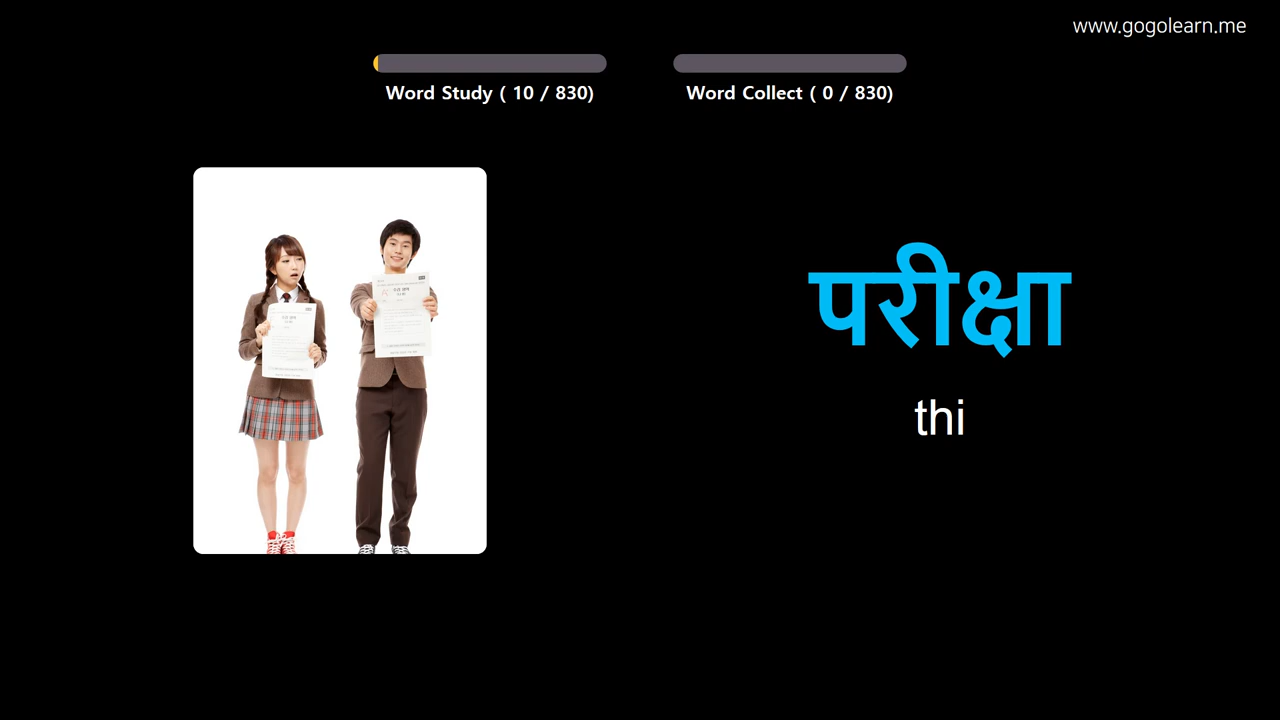 www.gogolearn.me
Word Study ( 10 / 830)
Word Collect ( 0 / 830)
परीक्षा
thi